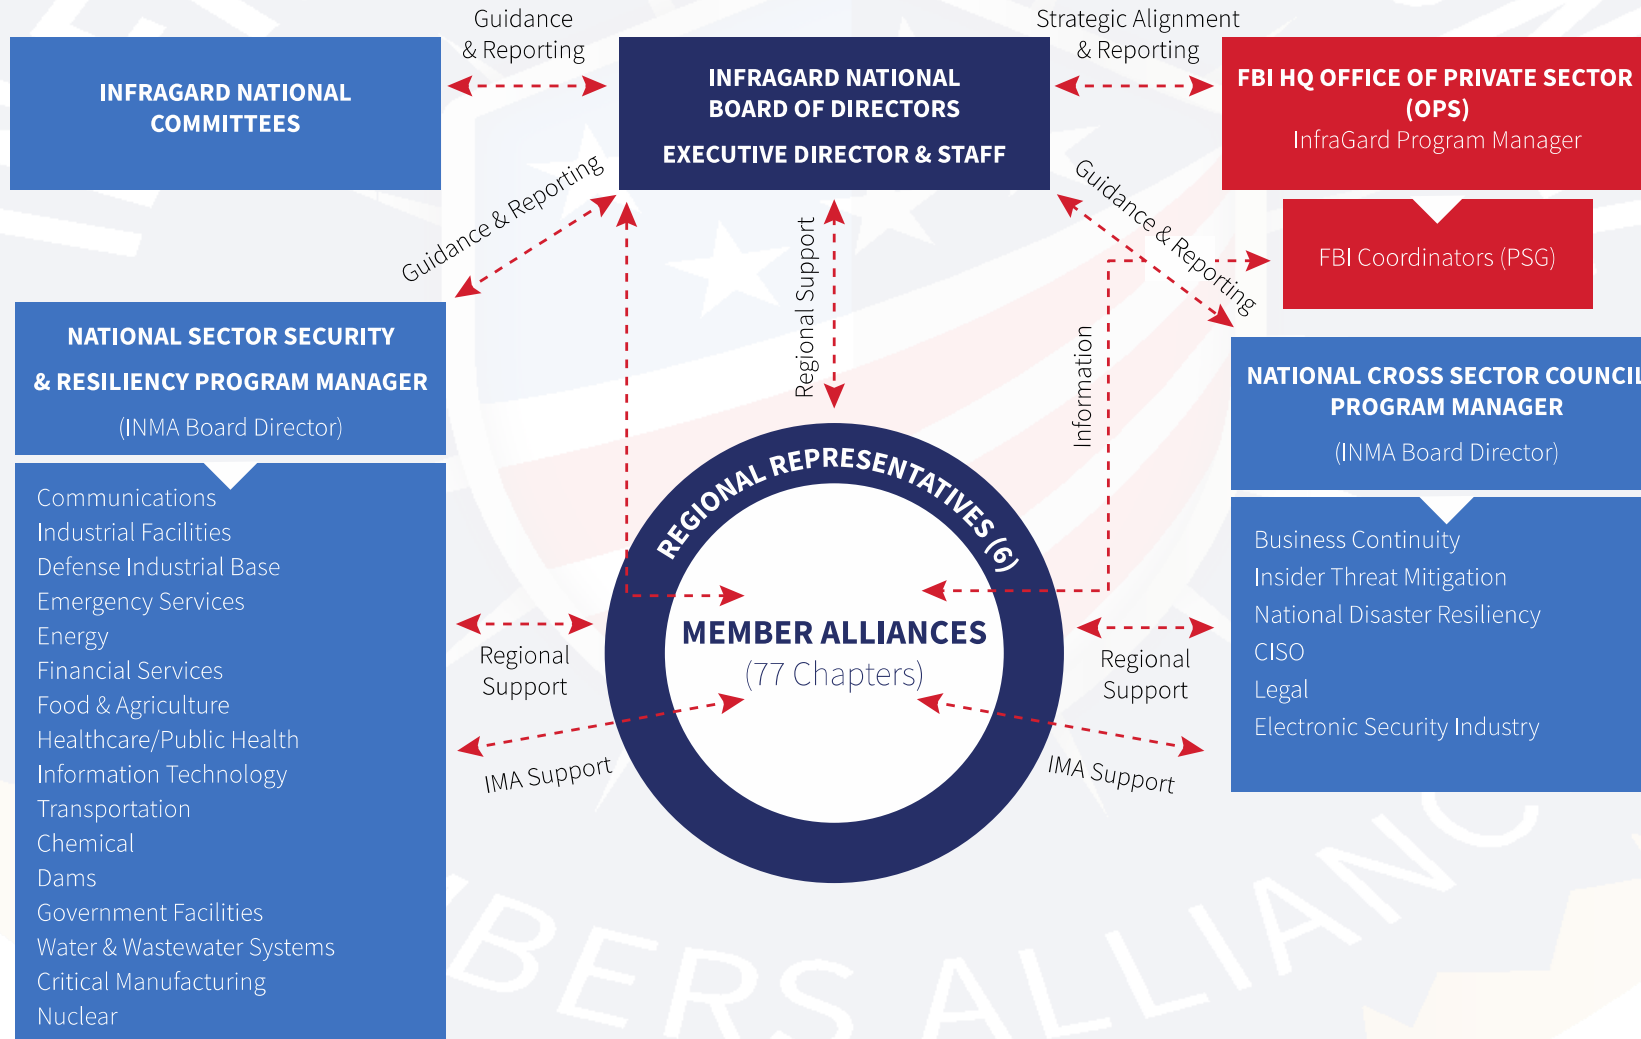 Guidance
& Reporting
Strategic Alignment
& Reporting
INFRAGARD NATIONAL
COMMITTEES
INFRAGARD NATIONAL
BOARD OF DIRECTORS
EXECUTIVE DIRECTOR & STAFF
FBI HQ OFFICE OF PRIVATE SECTOR
(OPS)
InfraGard Program Manager
FBI Coordinators (PSG)
Guidance & Reporting
Regional Support
Guidance & Reporting
Information
NATIONAL SECTOR SECURITY
& RESILIENCY PROGRAM MANAGER
(INMA Board Director)
Communications
Industrial Facilities
Defense Industrial Base
Emergency Services
Energy
Financial Services
Food & Agriculture
Healthcare/Public Health
Information Technology
Transportation
Chemical
Dams
Government Facilities
Water & Wastewater Systems
Critical Manufacturing
Nuclear
REGIONAL REPRESENTATIVES (6)
MEMBER ALLIANCES
(77 Chapters)
Regional
Support
IMA Support
Regional
Support
IMA Support
NATIONAL CROSS SECTOR COUNCIL
PROGRAM MANAGER
(INMA Board Director)
Business Continuity
Insider Threat Mitigation
National Disaster Resiliency
CISO
Legal
Electronic Security Industry